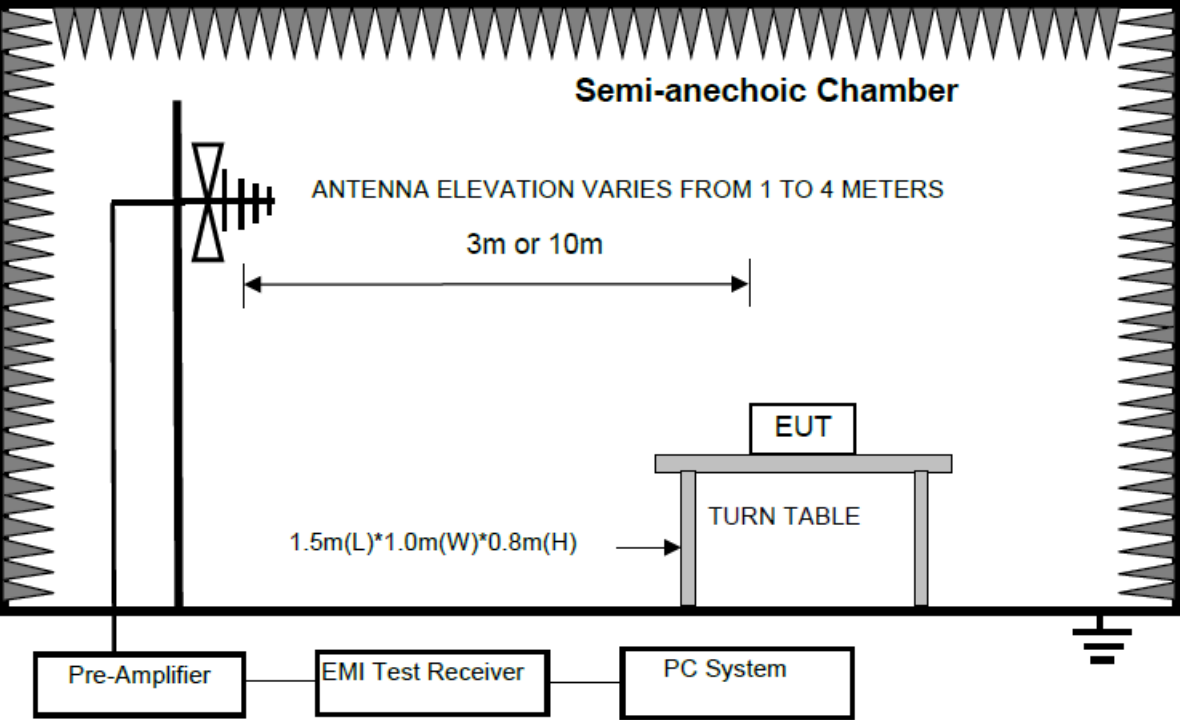 Semi-anechoic Chamber
ANTENNA ELEVATION VARIES FROM 1 TO 4 METERS
3m or 10m
EUT
TURN TABLE
1.5m(L)*1.0m(W)*0.8m(H)
Pre-Amplifier
EMI Test Receiver
PC System